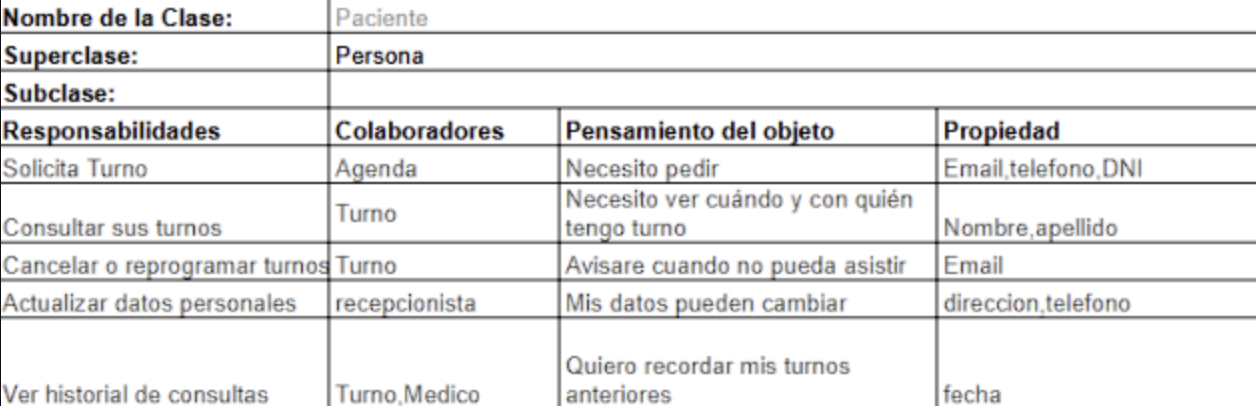 Nombre de la Clase: Paciente
Superclase: Persona
Subclase:
Responsabilidades Colaboradores Pensamiento del objeto Propiedad
Solicita Turno Agenda Necesito pedir Email,telefono,DNI
Consultar sus turnos Turno Necesito ver cuándo y con quién
tengo turno Nombre,apellido
Cancelar o reprogramar turnos Turno Avisare cuando no pueda asistir Email
Actualizar datos personales recepcionista Mis datos pueden cambiar direccion,telefono
Ver historial de consultas Turno,Medico Quiero recordar mis turnos
anteriores fecha